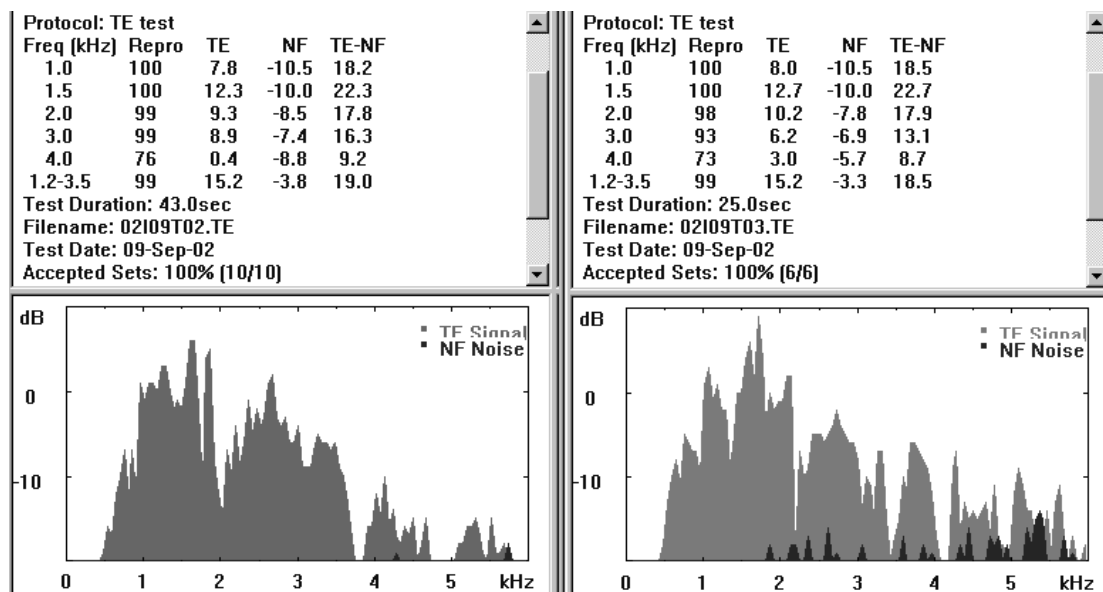 Protocol: TE test
Freq (kHz) Repro TE NF TE-NF
1.0 100 7.8 -10.5 18.2
1.5 100 12.3 -10.0 22.3
2.0 99 9.3 -8.5 17.8
3.0 99 8.9 -7.4 16.3
4.0 76 0.4 -8.8 9.2
1.2-3.5 99 15.2 -3.8 19.0
Test Duration: 43.0sec
Filename: 02I09T02.TE
Test Date: 09-Sep-02
Accepted Sets: 100% (10/10)
dB
TE Signal
NF Noise
0
-10
0 1 2 3 4 5 kHz
Protocol: TE test
Freq (kHz) Repro TE NF TE-NF
1.0 100 8.0 -10.5 18.5
1.5 100 12.7 -10.0 22.7
2.0 98 10.2 -7.8 17.9
3.0 93 6.2 -6.9 13.1
4.0 73 3.0 -5.7 8.7
1.2-3.5 99 15.2 -3.3 18.5
Test Duration: 25.0sec
Filename: 02I09T03.TE
Test Date: 09-Sep-02
Accepted Sets: 100% (6/6)
dB
TE Signal
NF Noise
0
-10
0 1 2 3 4 5 kHz